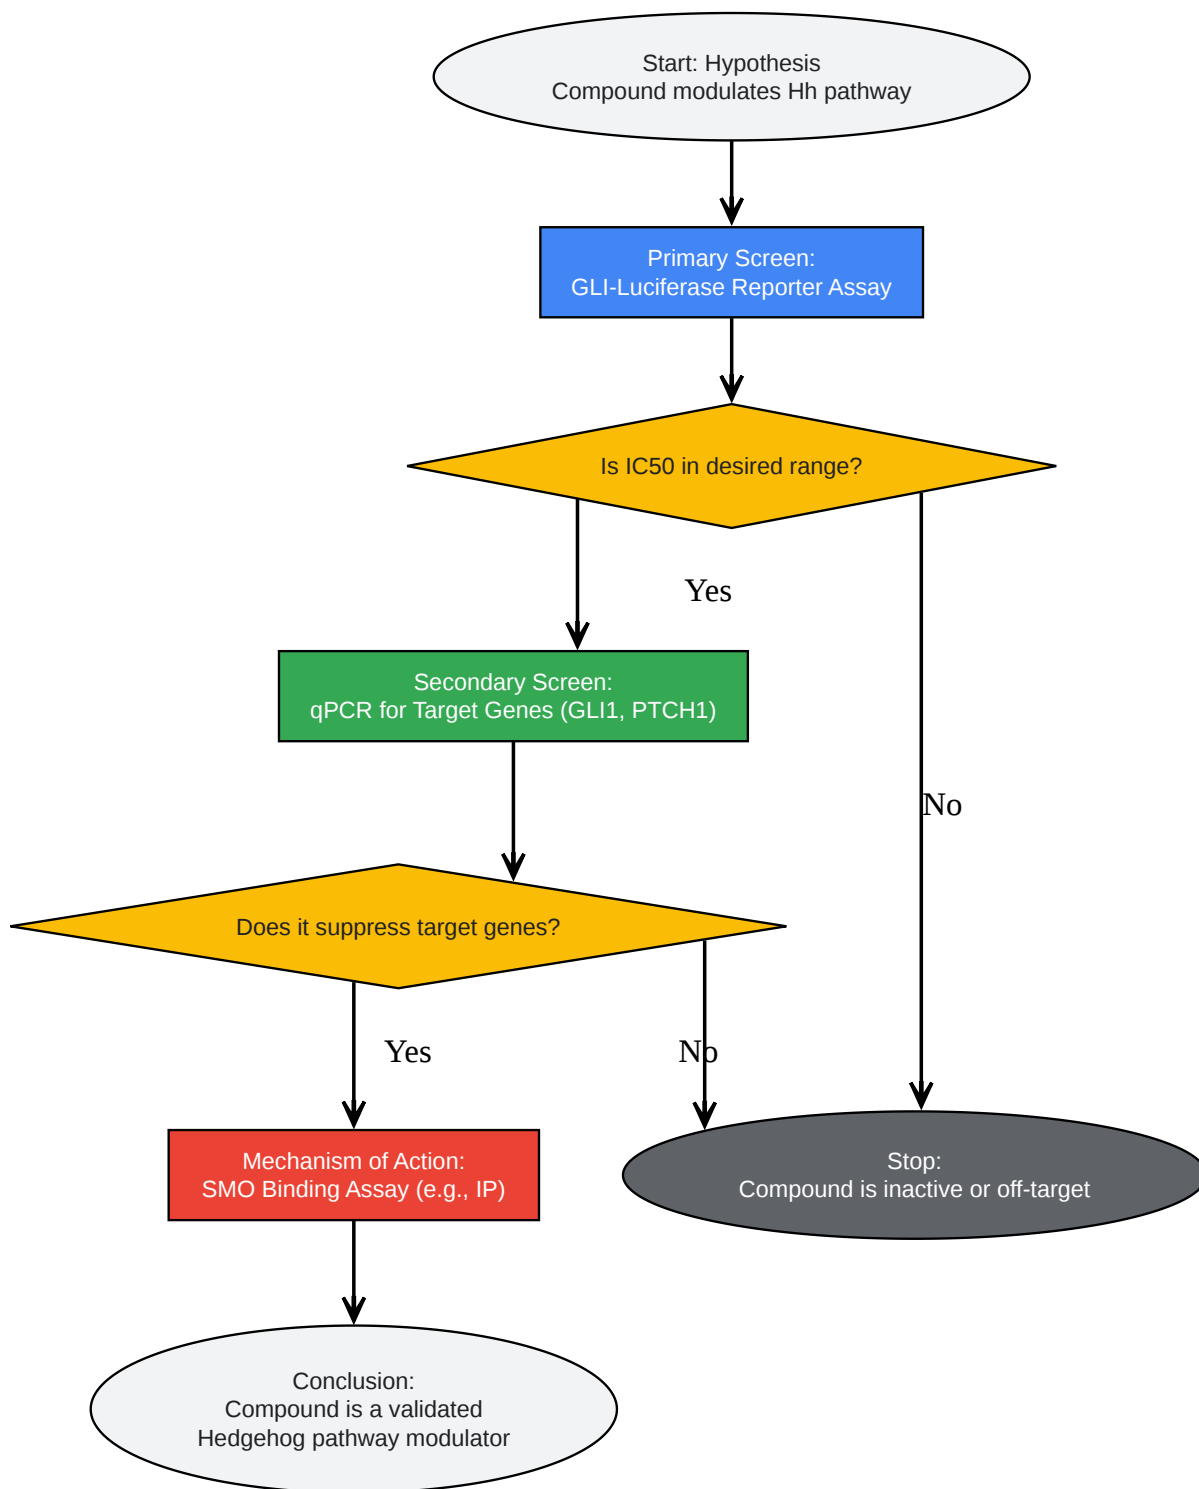 Start: Hypothesis
Compound modulates Hh pathway
Primary Screen:
GLI-Luciferase Reporter Assay
Is IC50 in desired range?
Yes
Secondary Screen:
qPCR for Target Genes (GLI1, PTCH1)
No
Does it suppress target genes?
Yes
No
Mechanism of Action:
SMO Binding Assay (e.g., IP)
Stop:
Compound is inactive or off-target
Conclusion:
Compound is a validated
Hedgehog pathway modulator